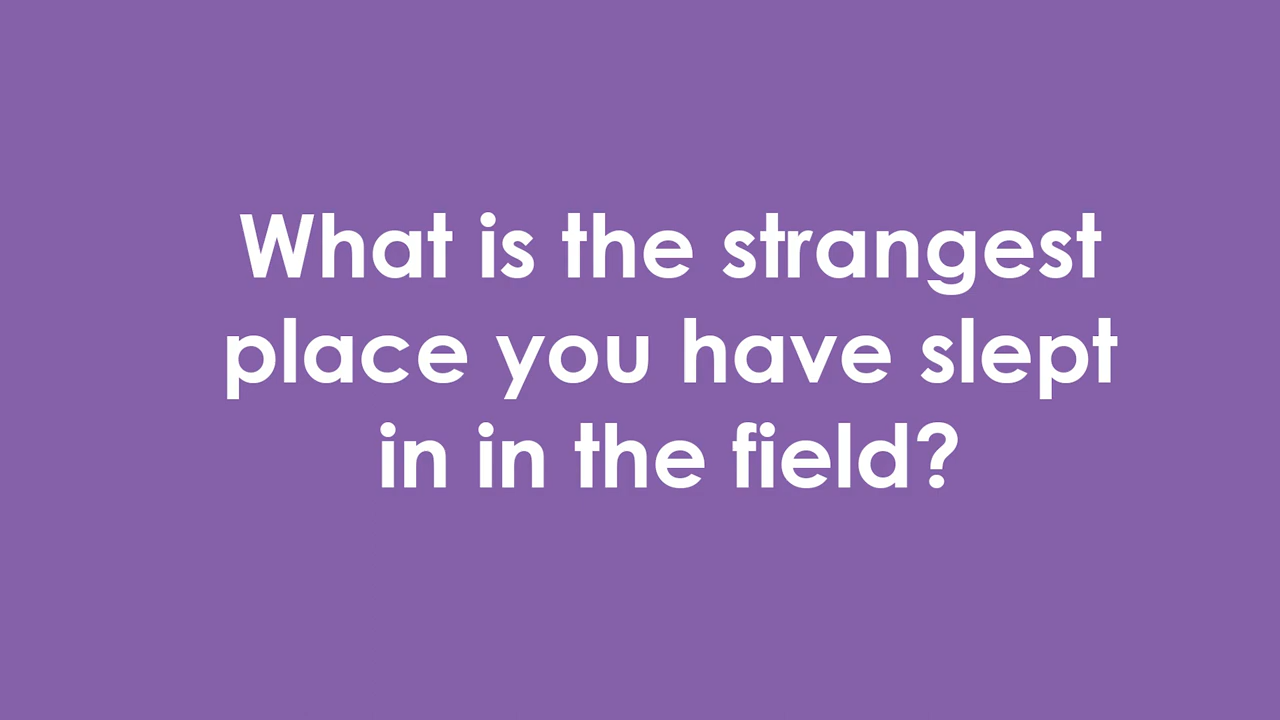 What is the strangest
place you have slept
in in the field?